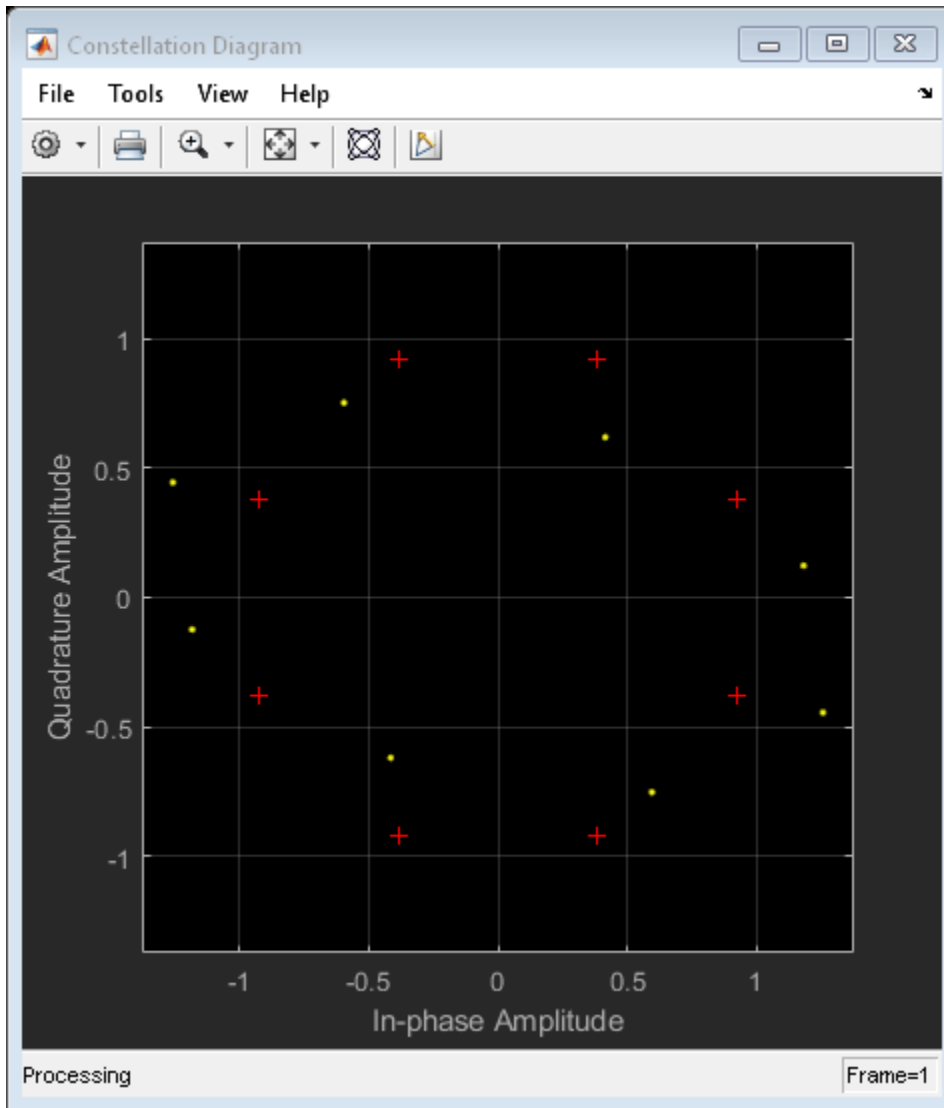 Constellation Diagram
File Tools View Help
1
0.5
0
-0.5
-1
Quadrature Amplitude
-1 -0.5 0 0.5 1
In-phase Amplitude
Processing Frame=1